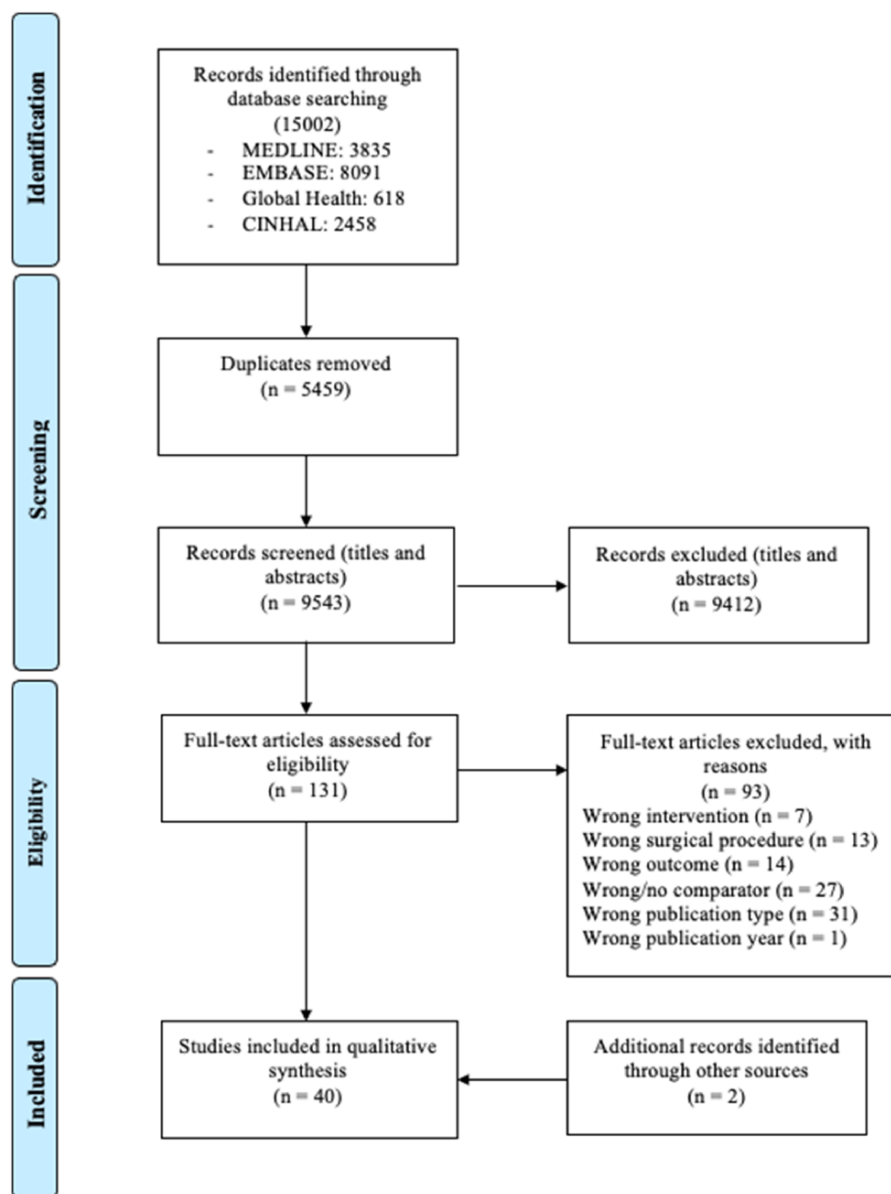 Identification
Records identified through
database searching
(15002)
- MEDLINE: 3835
- EMBASE: 8091
- Global Health: 618
- CINHAL: 2458
Screening
Duplicates removed
(n = 5459)
Records screened (titles and
abstracts)
(n = 9543)
Records excluded (titles and
abstracts)
(n = 9412)
Eligibility
Full-text articles assessed for
eligibility
(n = 131)
Full-text articles excluded, with
reasons
(n = 93)
Wrong intervention (n = 7)
Wrong surgical procedure (n = 13)
Wrong outcome (n = 14)
Wrong/no comparator (n = 27)
Wrong publication type (n = 31)
Wrong publication year (n = 1)
Included
Studies included in qualitative
synthesis
(n = 40)
Additional records identified
through other sources
(n = 2)